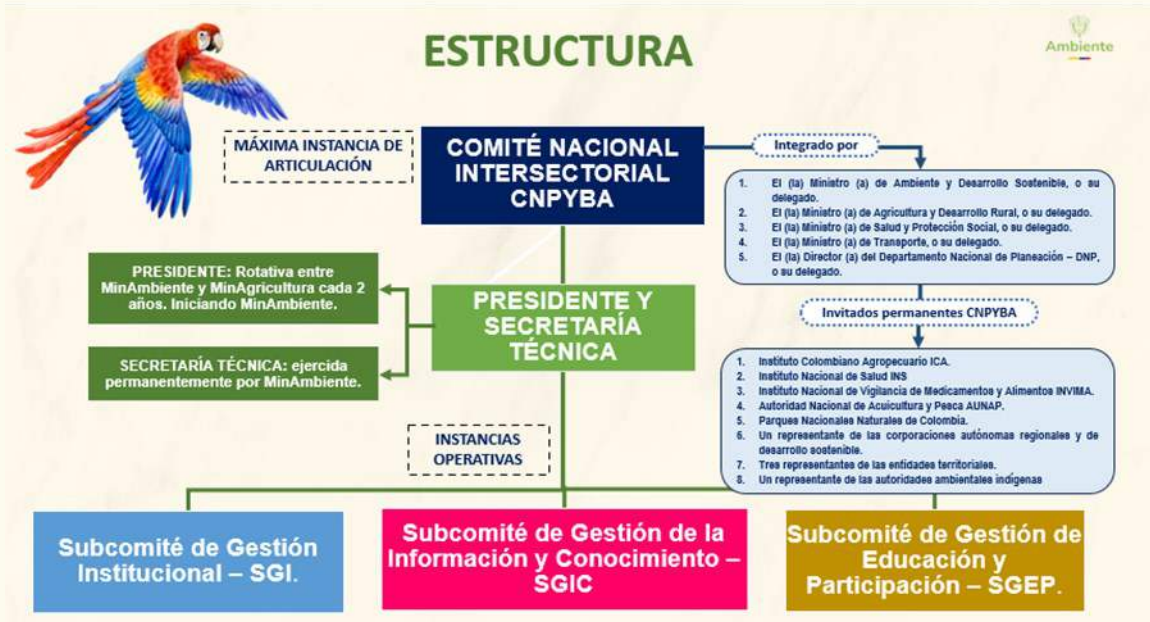 ESTRUCTURA
Ambiente
MÁXIMA INSTANCIA DE
ARTICULACIÓN
COMITÉ NACIONAL
INTERSECTORIAL
CNPYBA
Integrado por
1. El (la) Ministro (a) de Ambiente y Desarrollo Sostenible, o su
delegado.
2. El (la) Ministro (a) de Agricultura y Desarrollo Rural, o su delegado.
3. El (la) Ministro (a) de Salud y Protección Social, o su delegado.
4. El (la) Ministro (a) de Transporte, o su delegado.
5. El (la) Director (a) del Departamento Nacional de Planeación – DNP,
o su delegado.
PRESIDENTE: Rotativa entre
MinAmbiente y MinAgricultura cada 2
años. Iniciando MinAmbiente.
PRESIDENTE Y
SECRETARÍA
TÉCNICA
SECRETARÍA TÉCNICA: ejercida
permanentemente por MinAmbiente.
Invitados permanentes CNPYBA
1. Instituto Colombiano Agropecuario ICA.
2. Instituto Nacional de Salud INS
3. Instituto Nacional de Vigilancia de Medicamentos y Alimentos INVIMA.
4. Autoridad Nacional de Acuicultura y Pesca AUNAP.
5. Parques Nacionales Naturales de Colombia.
6. Un representante de las corporaciones autónomas regionales y de
desarrollo sostenible.
7. Tres representantes de las entidades territoriales.
8. Un representante de las autoridades ambientales indígenas
INSTANCIAS
OPERATIVAS
Subcomité de Gestión
Institucional – SGI.
Subcomité de Gestión de la
Información y Conocimiento –
SGIC
Subcomité de Gestión de
Educación y
Participación – SGEP.